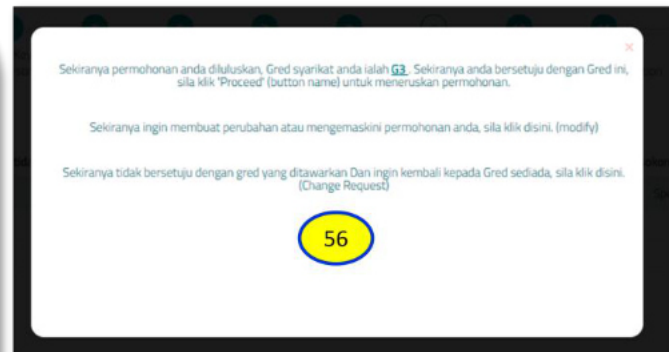 Sekiranya permohonan anda diluluskan, Gred syarikat anda ialah G3 . Sekiranya anda bersetuju dengan Gred ini,
sila klik 'Proceed' (button name) untuk meneruskan permohonan.
Sekiranya ingin membuat perubahan atau mengemaskini permohonan anda, sila klik disini. (modify)
Sekiranya tidak bersetuju dengan gred yang ditawarkan Dan ingin kembali kepada Gred sediada, sila klik disini.
(Change Request)
56